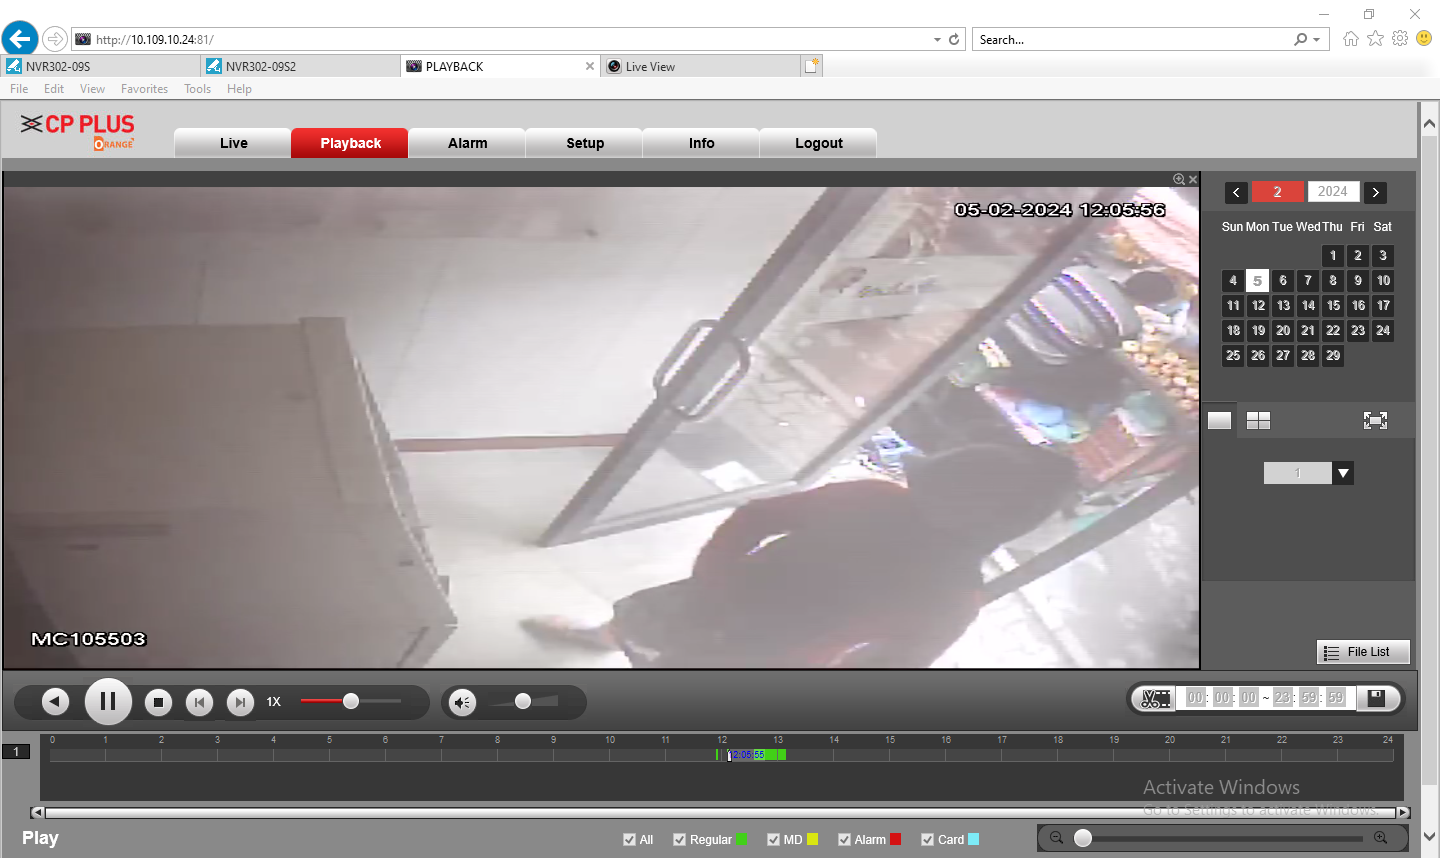 http://10.109.10.24:81/
Search...
NVR302-09S
NVR302-09S2
PLAYBACK
Live View
File Edit View Favorites Tools Help
CP PLUS
ORANGE
Live Playback Alarm Setup Info Logout
05-02-2024 12:05:56
2 2024
Sun Mon Tue Wed Thu Fri Sat
1 2 3
4 5 6 7 8 9 10
11 12 13 14 15 16 17
18 19 20 21 22 23 24
25 26 27 28 29
1
MC105503
File List
1X
00: 00: 00 ~ 23: 59: 59
0 1 2 3 4 5 6 7 8 9 10 11 12 13 14 15 16 17 18 19 20 21 22 23 24
1
12:05:55
Activate Windows
Go to Settings to activate Windows.
Play
All Regular MD Alarm Card